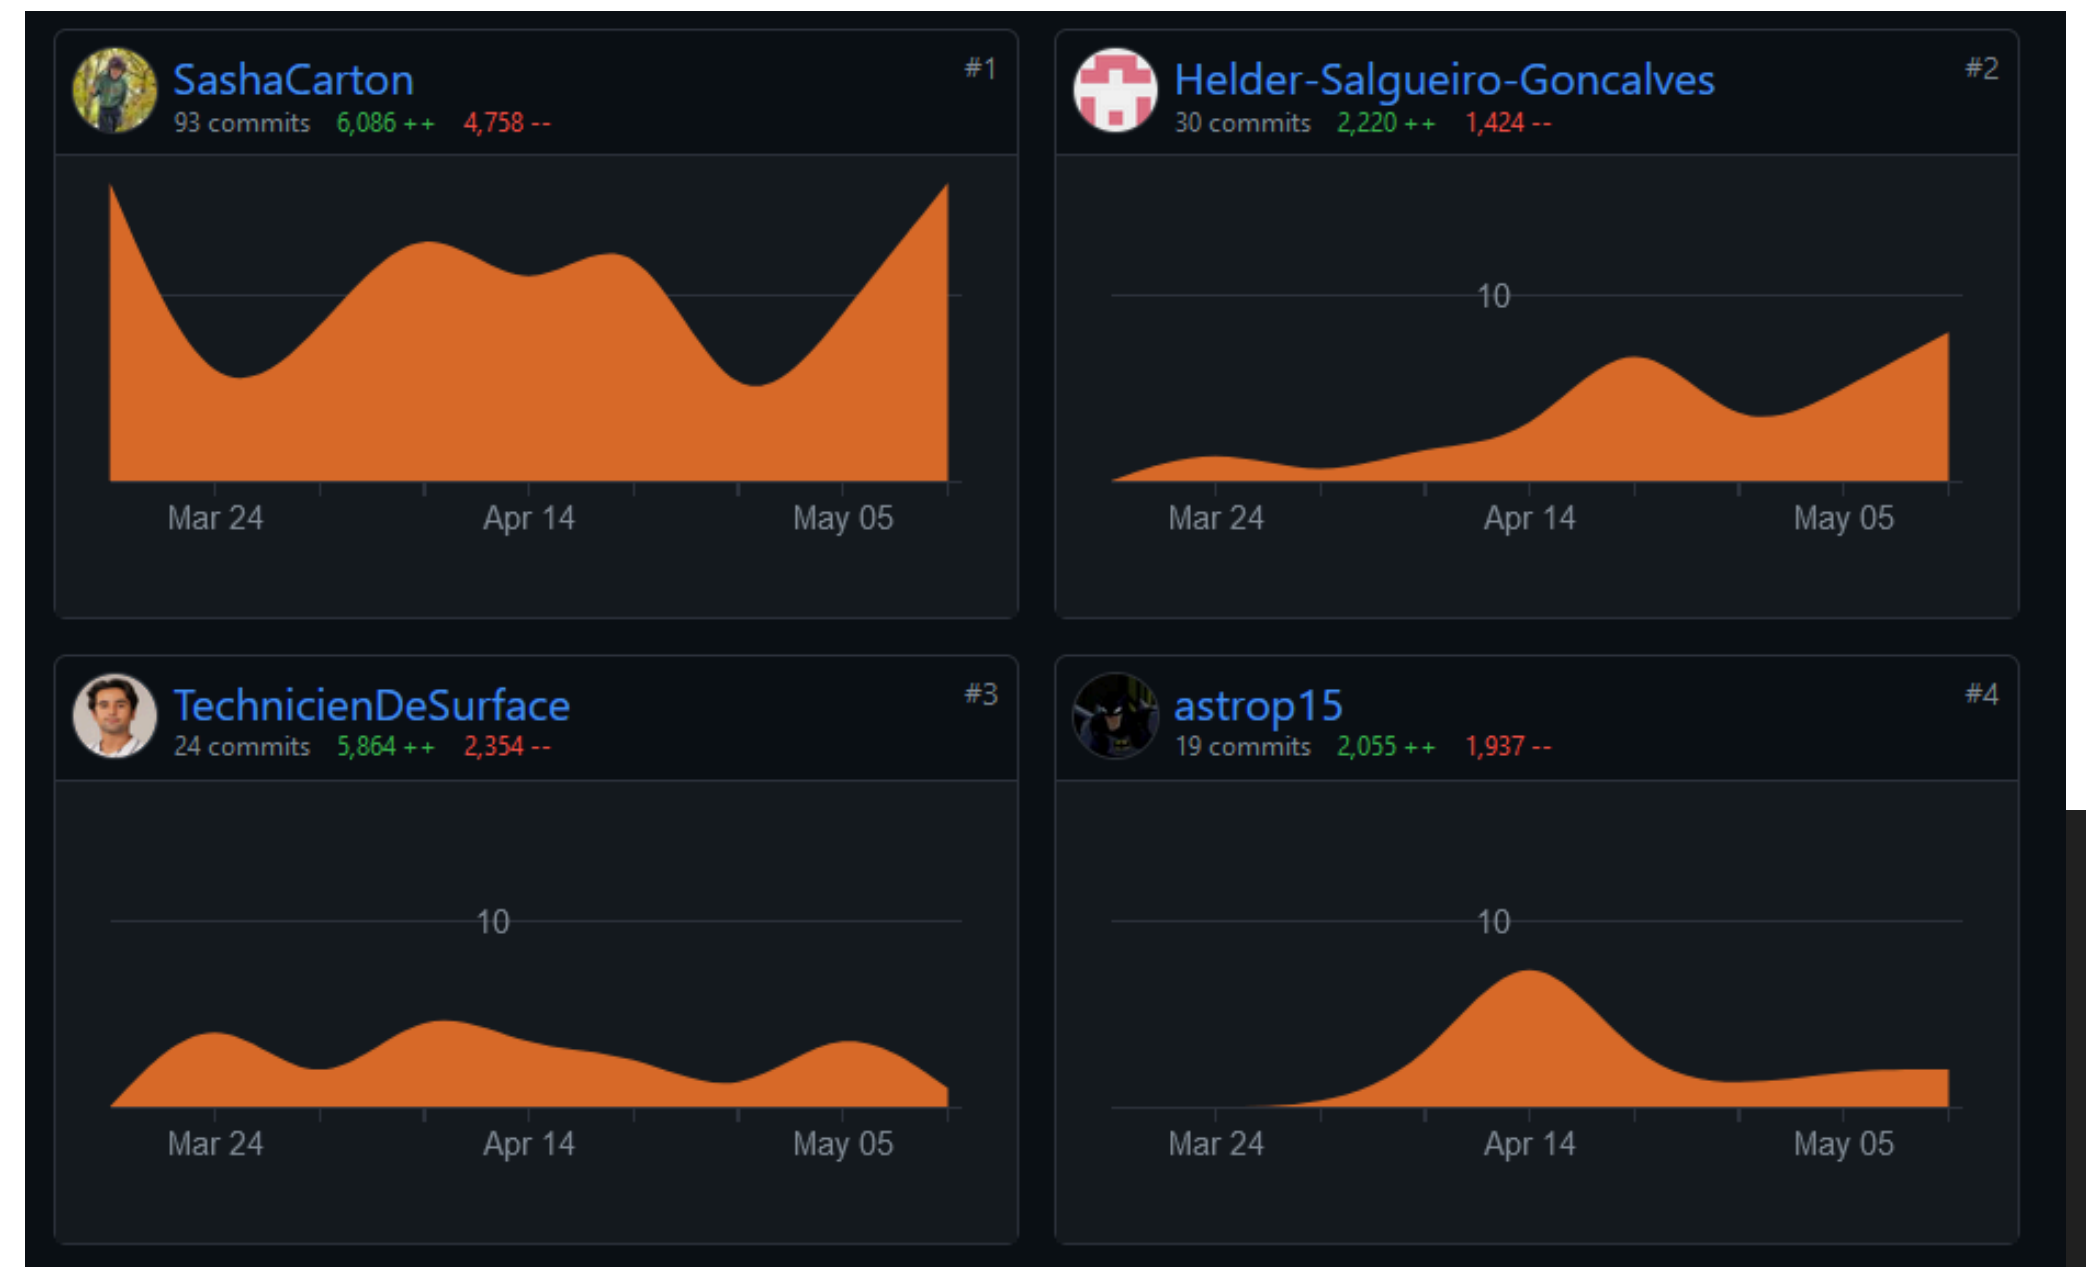 SashaCarton
#1
93 commits 6,086 ++ 4,758 --
Mar 24 Apr 14 May 05
Helder-Salgueiro-Goncalves
#2
30 commits 2,220 ++ 1,424 --
10
Mar 24 Apr 14 May 05
TechnicienDeSurface
#3
24 commits 5,864 ++ 2,354 --
10
Mar 24 Apr 14 May 05
astrop15
#4
19 commits 2,055 ++ 1,937 --
10
Mar 24 Apr 14 May 05